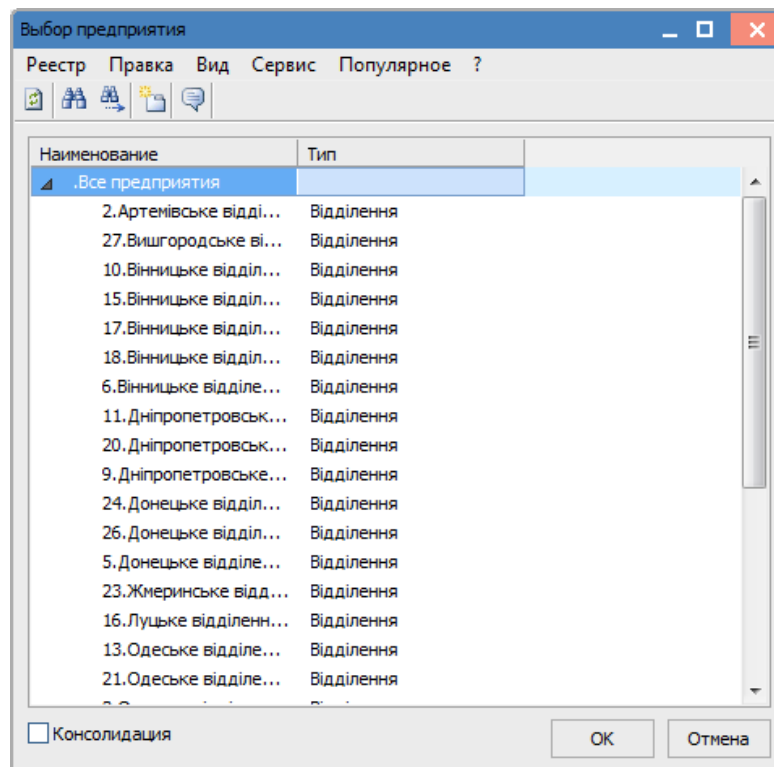 Выбор предприятия
Реестр Правка Вид Сервис Популярное ?
Наименование Тип
.Все предприятия
2.Артемівське відді... Відділення
27.Вишгородське ві... Відділення
10.Вінницьке відділ... Відділення
15.Вінницьке відділ... Відділення
17.Вінницьке відділ... Відділення
18.Вінницьке відділ... Відділення
6.Вінницьке відділе... Відділення
11.Дніпропетровськ... Відділення
20.Дніпропетровськ... Відділення
9.Дніпропетровське... Відділення
24.Донецьке відділ... Відділення
26.Донецьке відділ... Відділення
5.Донецьке відділе... Відділення
23.Жмеринське відд... Відділення
16.Луцьке відділенн... Відділення
13.Одеське відділе... Відділення
21.Одеське відділе... Відділення
Консолидация OK Отмена